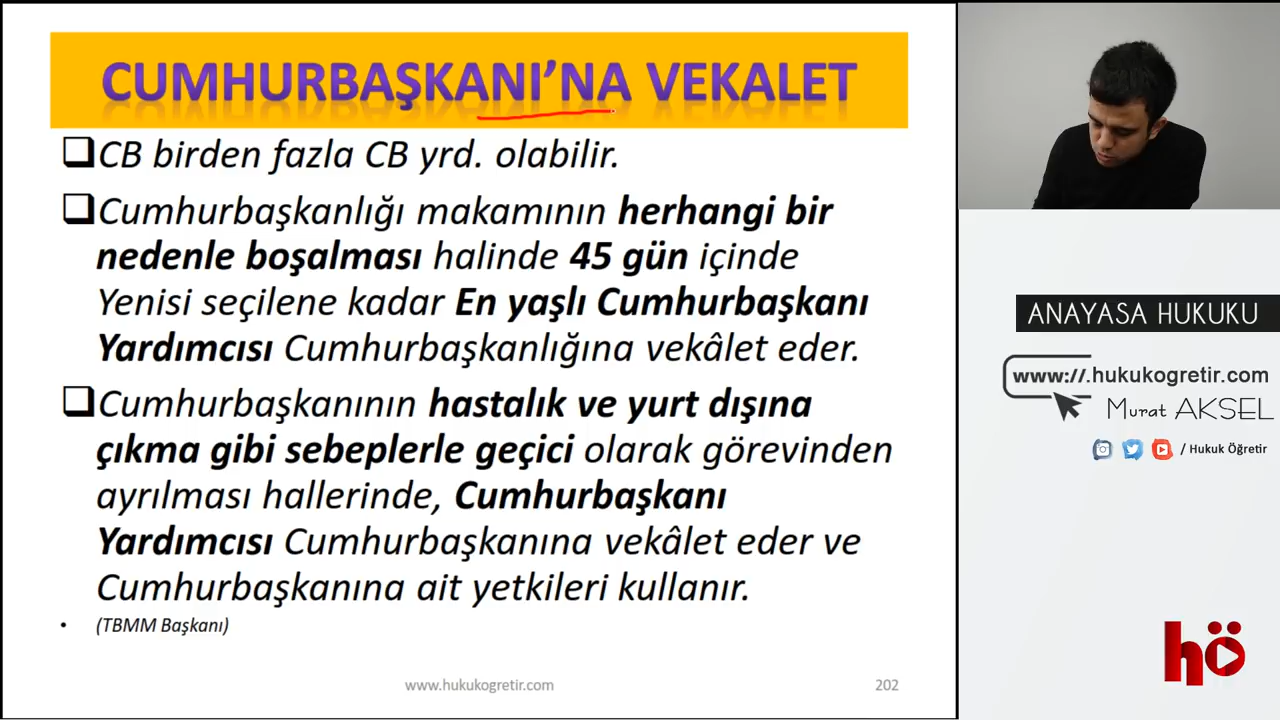 CUMHURBAŞKANI’NA VEKALET
CB birden fazla CB yrd. olabilir.
Cumhurbaşkanlığı makamının herhangi bir
nedenle boşalması halinde 45 gün içinde
Yenisi seçilene kadar En yaşlı Cumhurbaşkanı
Yardımcısı Cumhurbaşkanlığına vekâlet eder.
Cumhurbaşkanının hastalık ve yurt dışına
çıkma gibi sebeplerle geçici olarak görevinden
ayrılması hallerinde, Cumhurbaşkanı
Yardımcısı Cumhurbaşkanına vekâlet eder ve
Cumhurbaşkanına ait yetkileri kullanır.
• (TBMM Başkanı)
www.hukukogretir.com
202
ANAYASA HUKUKU
www://.hukukogretir.com
Murat AKSEL
/ Hukuk Öğretir
hö